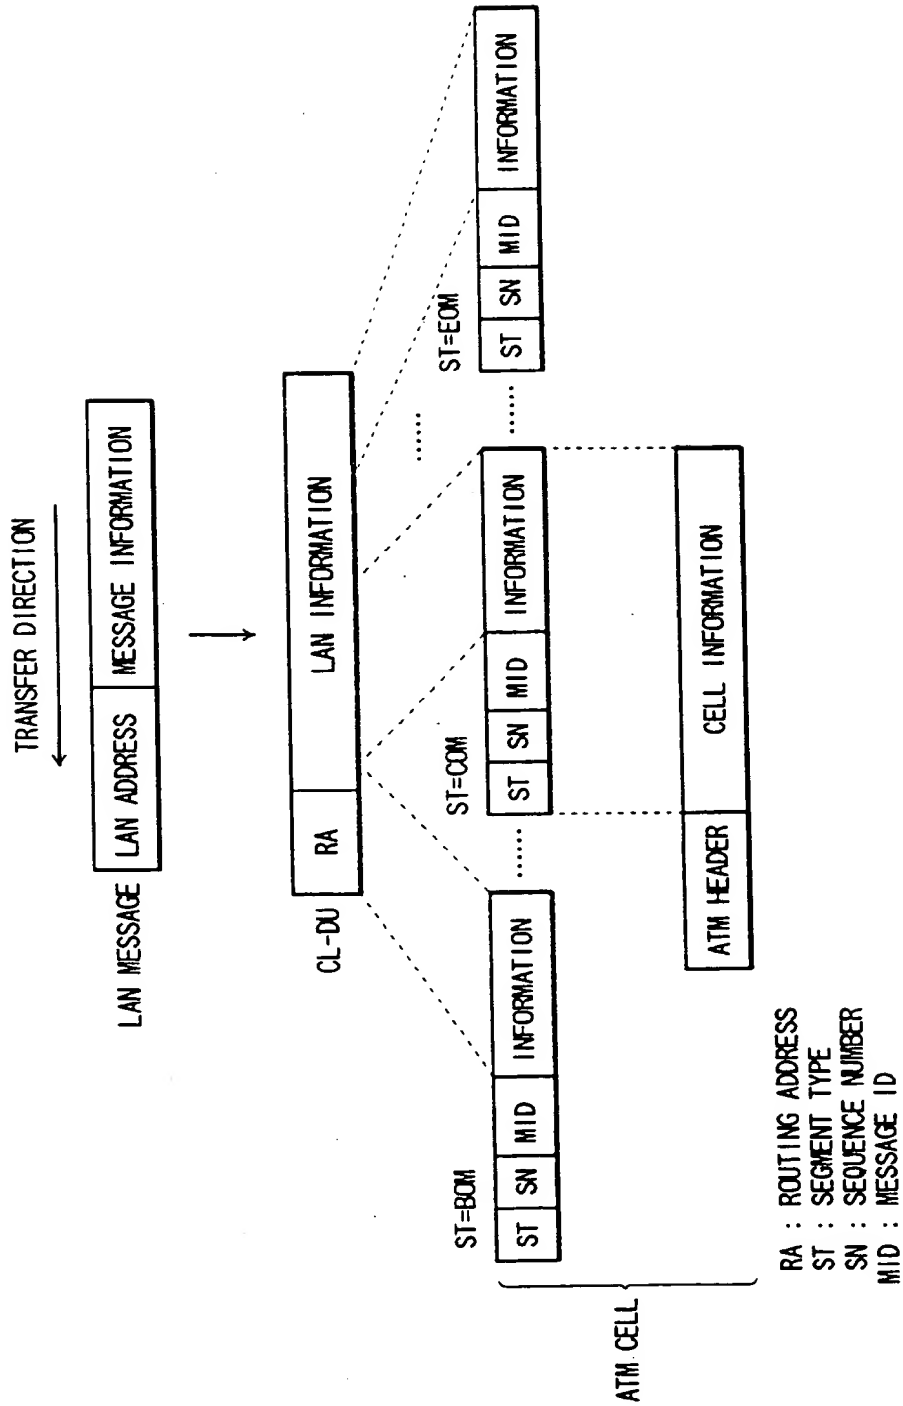 TRANSFER DIRECTION
LAN MESSAGE
LAN ADDRESS
MESSAGE INFORMATION
CL-DU
RA
LAN INFORMATION
ST=BOM
ST
SN
MID
INFORMATION
ST=COM
ST
SN
MID
INFORMATION
ST=EOM
ST
SN
MID
INFORMATION
ATM CELL
ATM HEADER
CELL INFORMATION
RA : ROUTING ADDRESS
ST : SEGMENT TYPE
SN : SEQUENCE NUMBER
MID : MESSAGE ID